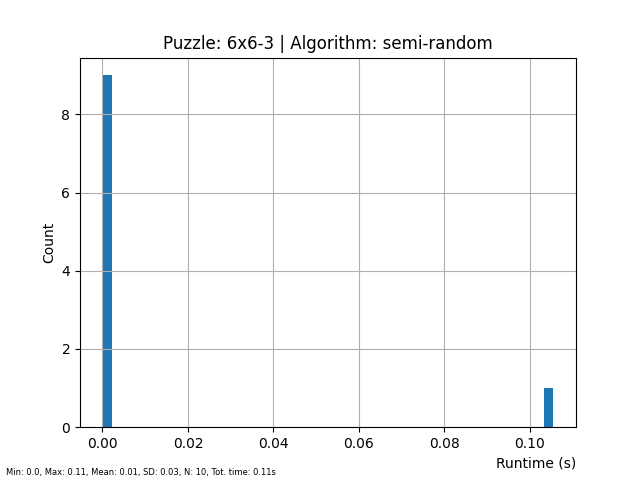 Puzzle: 6x6-3 | Algorithm: semi-random
8
6
4
2
0
Count
0.00 0.02 0.04 0.06 0.08 0.10
Runtime (s)
Min: 0.0, Max: 0.11, Mean: 0.01, SD: 0.03, N: 10, Tot. time: 0.11s